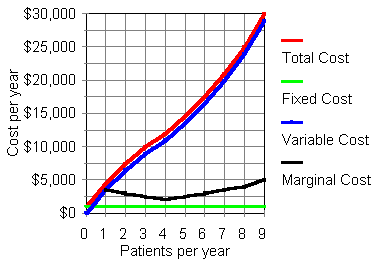 $30,000
$25,000
$20,000
$15,000
$10,000
$5,000
$0
Cost per year
0 1 2 3 4 5 6 7 8 9
Patients per year
Total Cost
Fixed Cost
Variable Cost
Marginal Cost